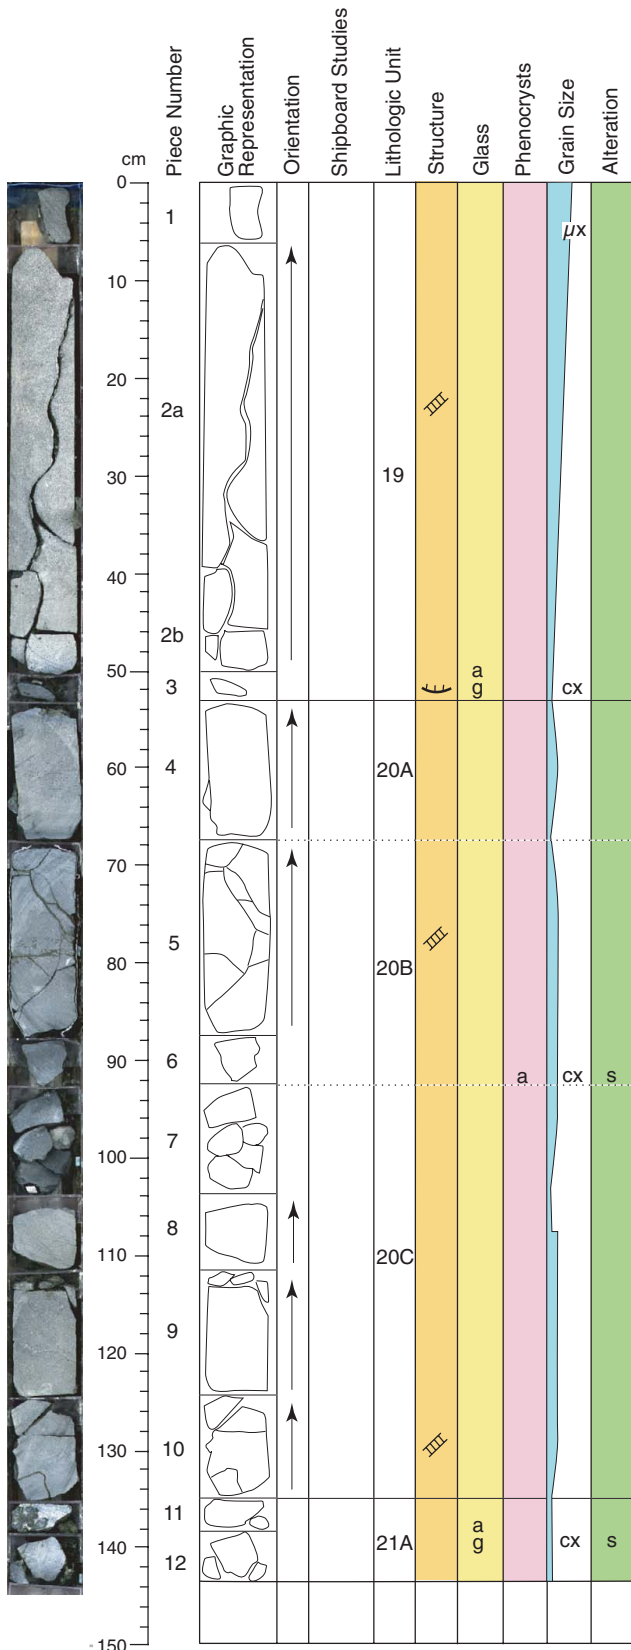 cm
Piece Number
Graphic
Representation
Orientation
Shipboard Studies
Lithologic Unit
Structure
Glass
Phenocrysts
Grain Size
Alteration
0
1
µx
10
20
2a
30
19
40
2b
50
a
3
g
cx
60
4
20A
70
5
80
20B
90
6
a
cx
s
7
100
8
110
20C
9
120
130
10
11
a
140
21A
g
cx
s
12
150